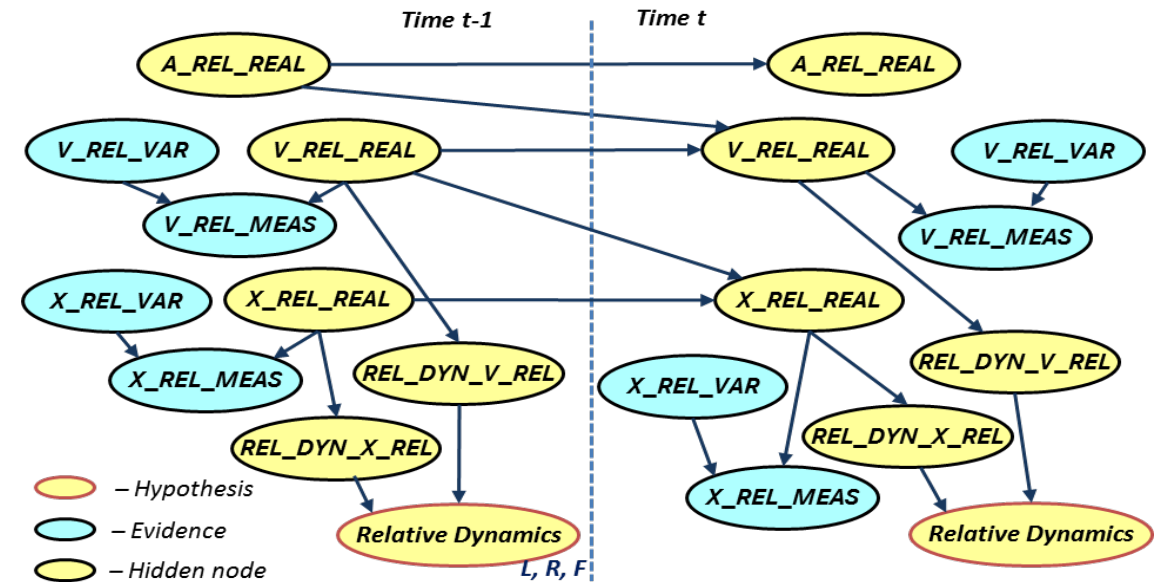 Time t-1
Time t
A_REL_REAL
A_REL_REAL
V_REL_VAR
V_REL_REAL
V_REL_REAL
V_REL_VAR
V_REL_MEAS
V_REL_MEAS
X_REL_VAR
X_REL_REAL
X_REL_REAL
X_REL_MEAS
REL_DYN_V_REL
REL_DYN_V_REL
X_REL_VAR
REL_DYN_X_REL
REL_DYN_X_REL
X_REL_MEAS
– Hypothesis
– Evidence
– Hidden node
Relative Dynamics
Relative Dynamics
L, R, F